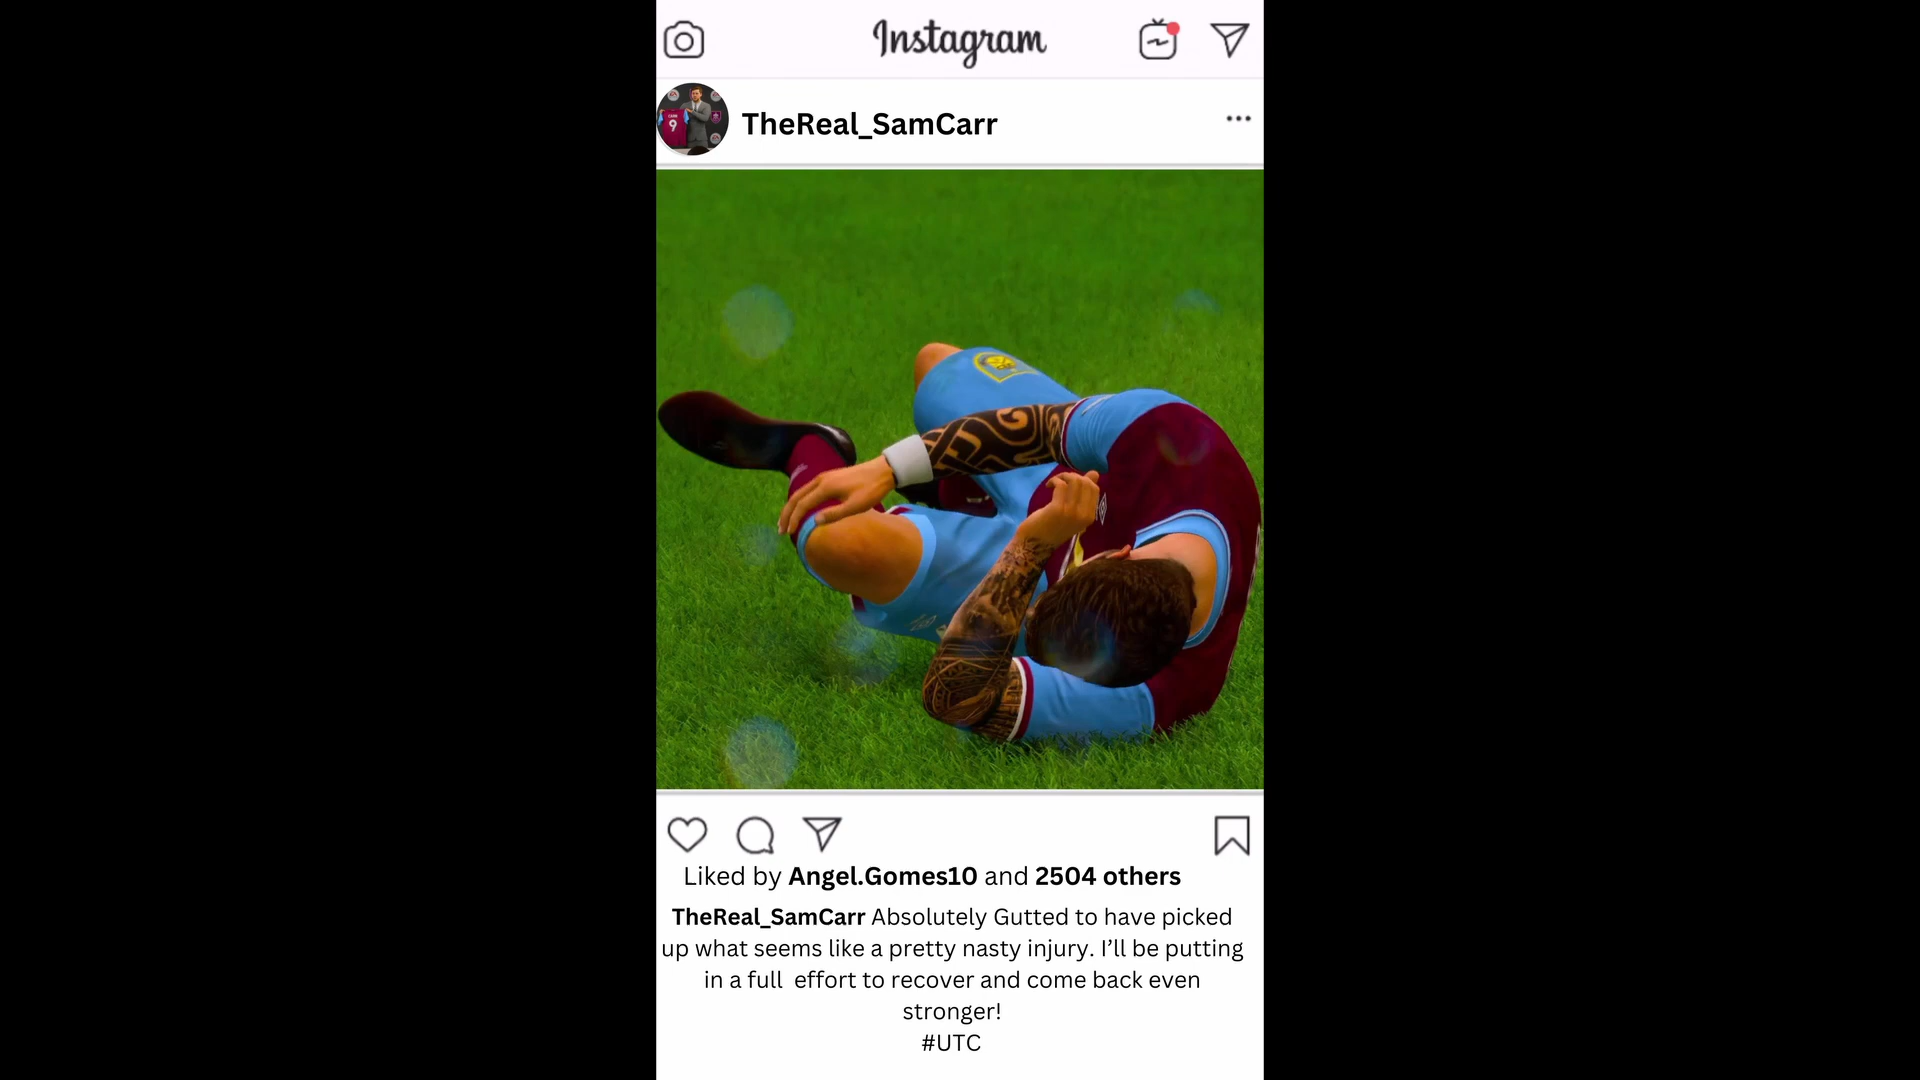 Instagram
TheReal_SamCarr
9
Liked by Angel.Gomes10 and 2504 others
TheReal_SamCarr Absolutely Gutted to have picked
up what seems like a pretty nasty injury. I’ll be putting
in a full  effort to recover and come back even
stronger!
#UTC